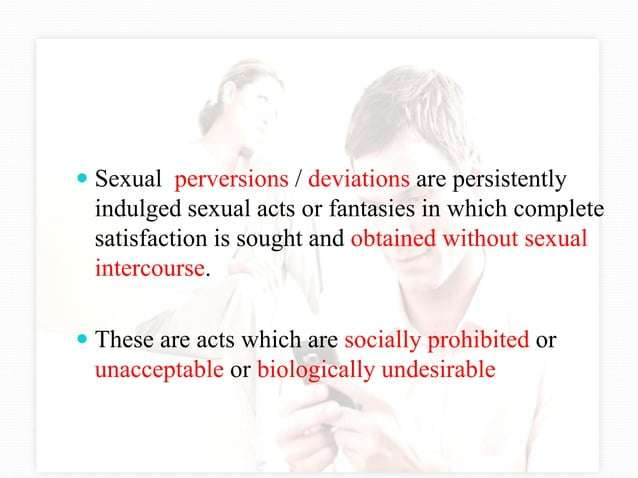 • Sexual perversions / deviations are persistently
indulged sexual acts or fantasies in which complete
satisfaction is sought and obtained without sexual
intercourse.
• These are acts which are socially prohibited or
unacceptable or biologically undesirable